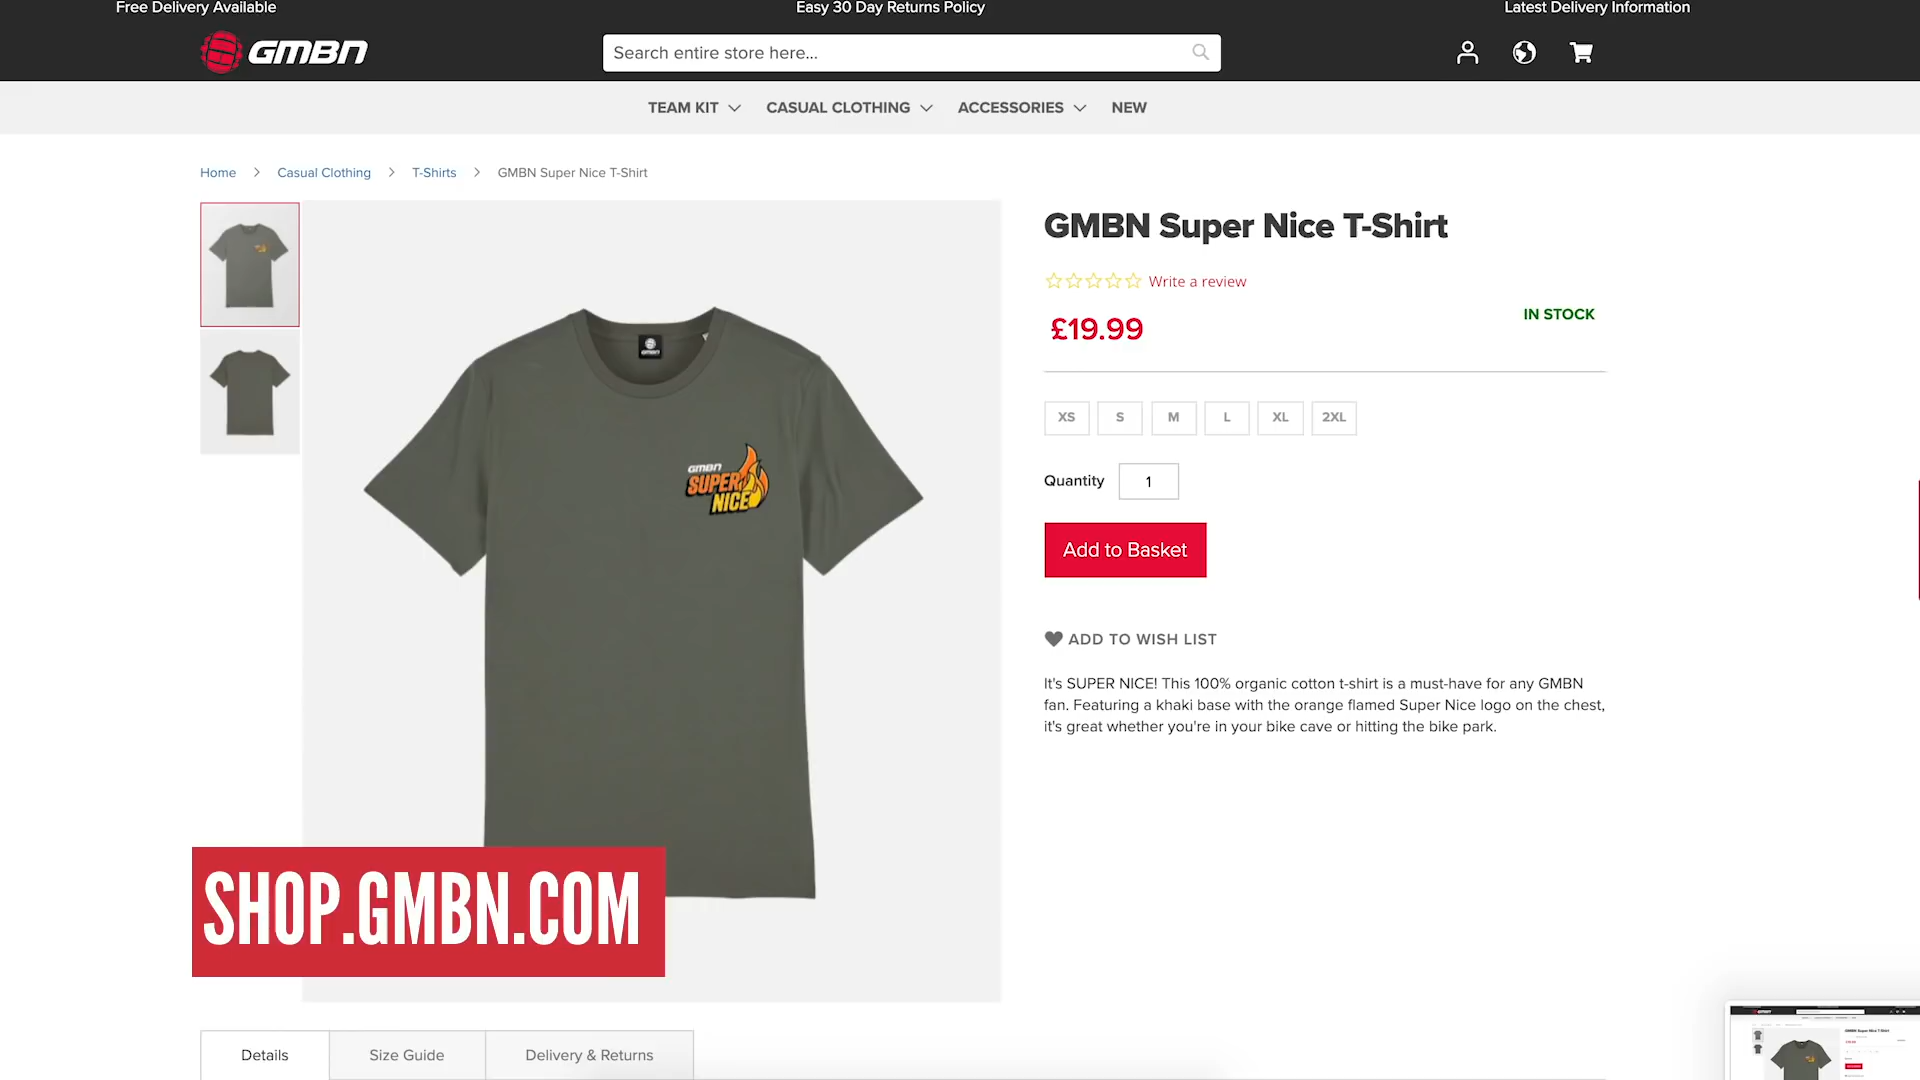 Free Delivery Available
Easy 30 Day Returns Policy
Latest Delivery Information
GMBN
Search entire store here...
TEAM KIT
CASUAL CLOTHING
ACCESSORIES
NEW
Home > Casual Clothing > T-Shirts > GMBN Super Nice T-Shirt
GMBN Super Nice T-Shirt
Write a review
£19.99
IN STOCK
XS
S
M
L
XL
2XL
Quantity
1
Add to Basket
ADD TO WISH LIST
It's SUPER NICE! This 100% organic cotton t-shirt is a must-have for any GMBN
fan. Featuring a khaki base with the orange flamed Super Nice logo on the chest,
it's great whether you're in your bike cave or hitting the bike park.
GMBN
GMBN
SUPER
NICE
SHOP.GMBN.COM
Details
Size Guide
Delivery & Returns